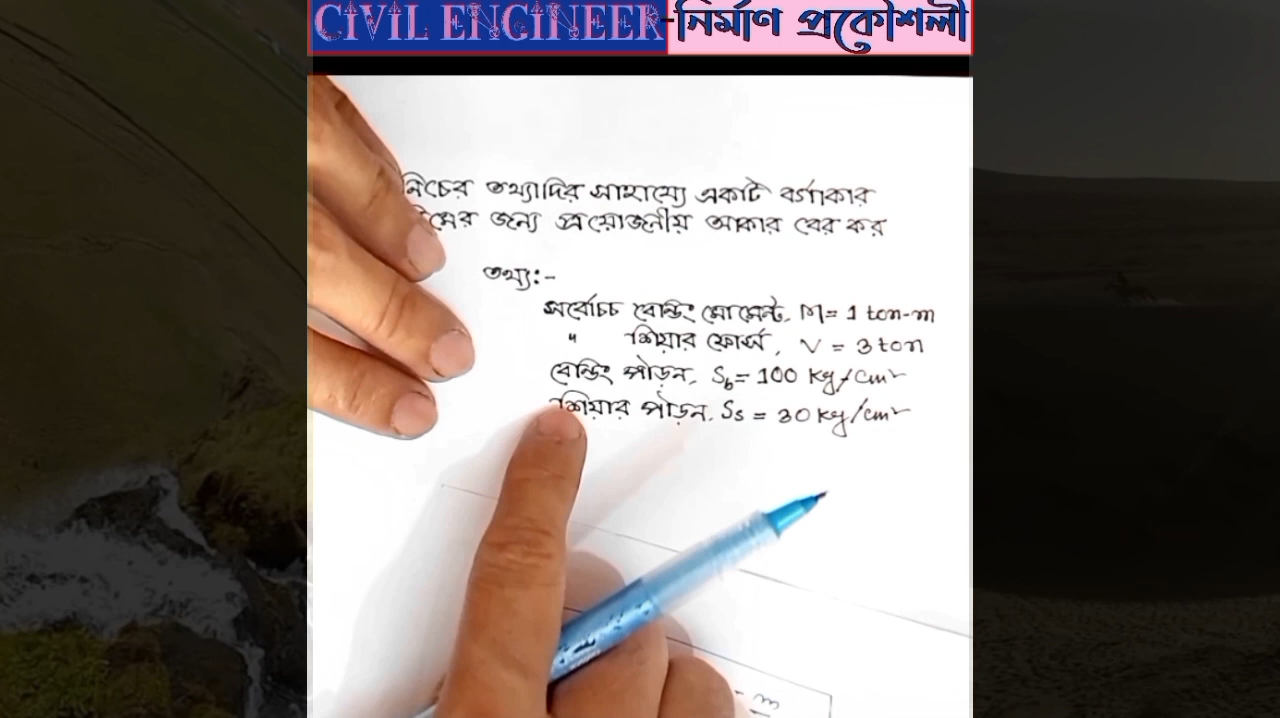 CIVIL ENGINEER-নির্মাণ প্রকৌশলী
নিচের তথ্যাদির সাহায্যে একটি বর্গাকার
বিমের জন্য প্রয়োজনীয় আকার বের কর
তথ্য:-
সর্বোচ্চ বেন্ডিং মোমেন্ট, M = 1 ton-m
" শিয়ার ফোর্স, V = 3 ton
বেন্ডিং পীড়ন, Sb = 100 kg/cm²
শিয়ার পীড়ন, Ss = 30 kg/cm²